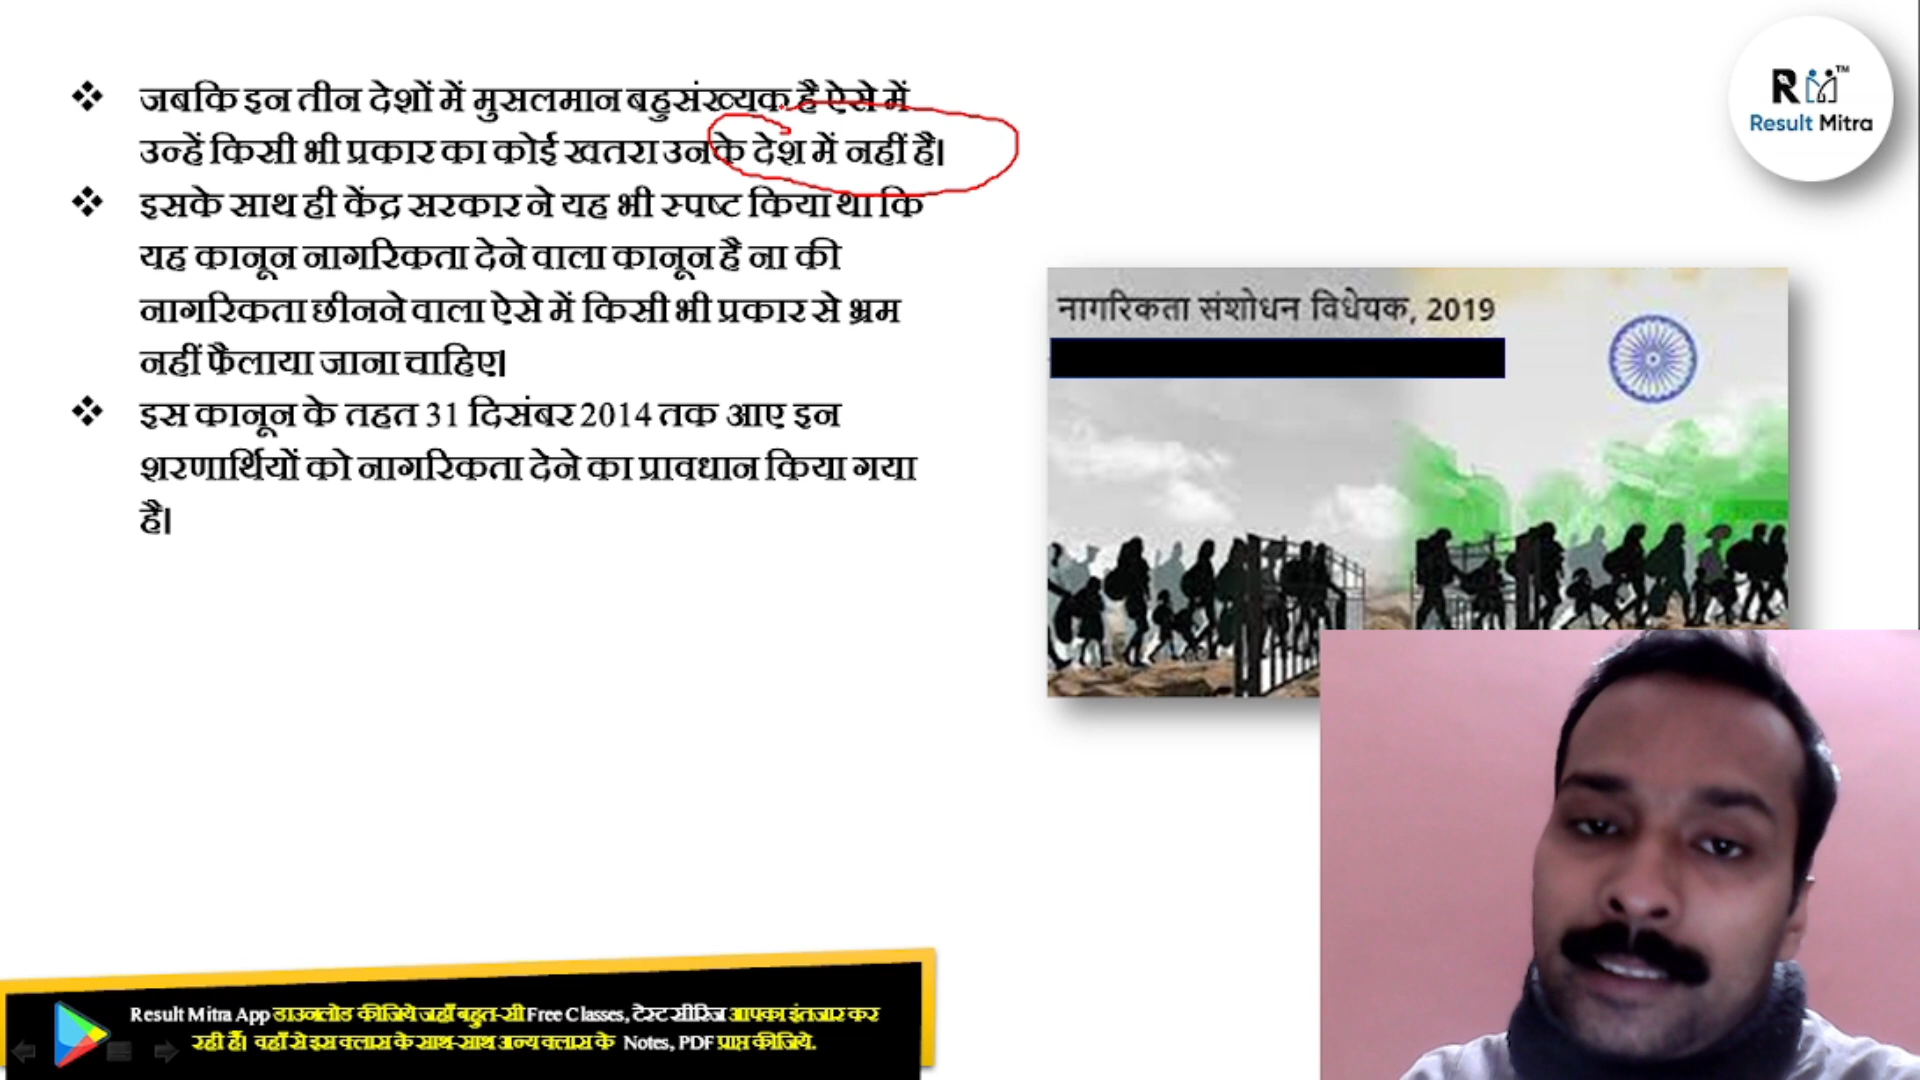 जबकि इन तीन देशों में मुसलमान बहुसंख्यक है ऐसे में
उन्हें किसी भी प्रकार का कोई खतरा उनके देश में नहीं है।
इसके साथ ही केंद्र सरकार ने यह भी स्पष्ट किया था कि
यह कानून नागरिकता देने वाला कानून है ना की
नागरिकता छीनने वाला ऐसे में किसी भी प्रकार से भ्रम
नहीं फैलाया जाना चाहिए।
इस कानून के तहत 31 दिसंबर 2014 तक आए इन
शरणार्थियों को नागरिकता देने का प्रावधान किया गया
है।
R TM
Result Mitra
नागरिकता संशोधन विधेयक, 2019
Result Mitra App डाउनलोड कीजिये जहाँ बहुत-सी Free Classes, टेस्ट सीरिज आपका इंतजार कर
रही हैं। वहाँ से इस क्लास के साथ-साथ अन्य क्लास के Notes, PDF प्राप्त कीजिये.